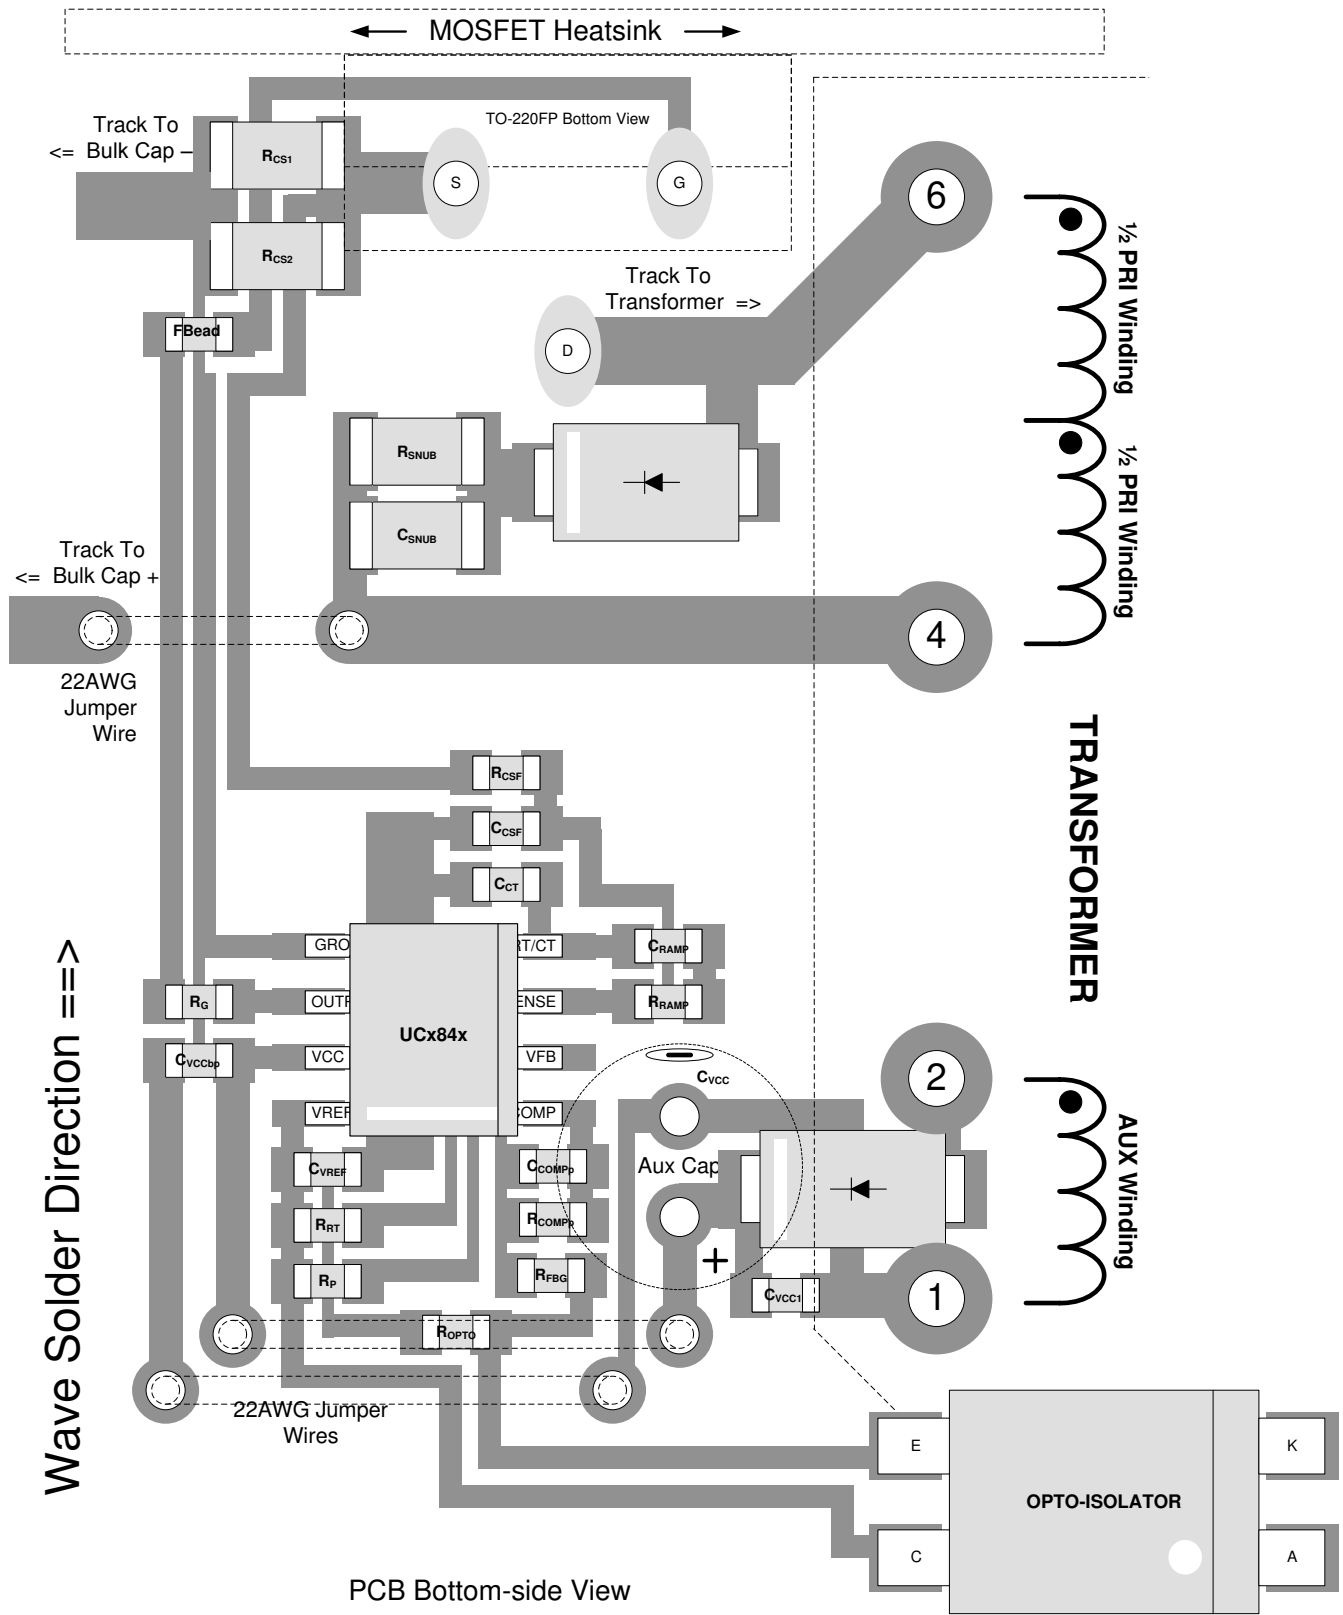 MOSFET Heatsink
TO-220FP Bottom View
Track To
<= Bulk Cap –
RCS1
S
G
6
RCS2
½ PRI Winding
Track To
Transformer =>
FBead
D
RSNUB
½ PRI Winding
CSNUB
Track To
<= Bulk Cap +
4
22AWG
Jumper
Wire
TRANSFORMER
RCSF
CCSF
CCT
GRO
RT/CT
CRAMP
RG
OUTP
ENSE
RRAMP
UCx84x
CVCCbp
VCC
VFB
–
CVCC
2
VREF
OMP
AUX Winding
CVREF
CCOMPp
Aux Cap
RRT
RCOMPp
+
RP
RFBG
CVCC1
1
ROPTO
22AWG Jumper
Wires
Wave Solder Direction ==>
E
K
OPTO-ISOLATOR
C
A
PCB Bottom-side View